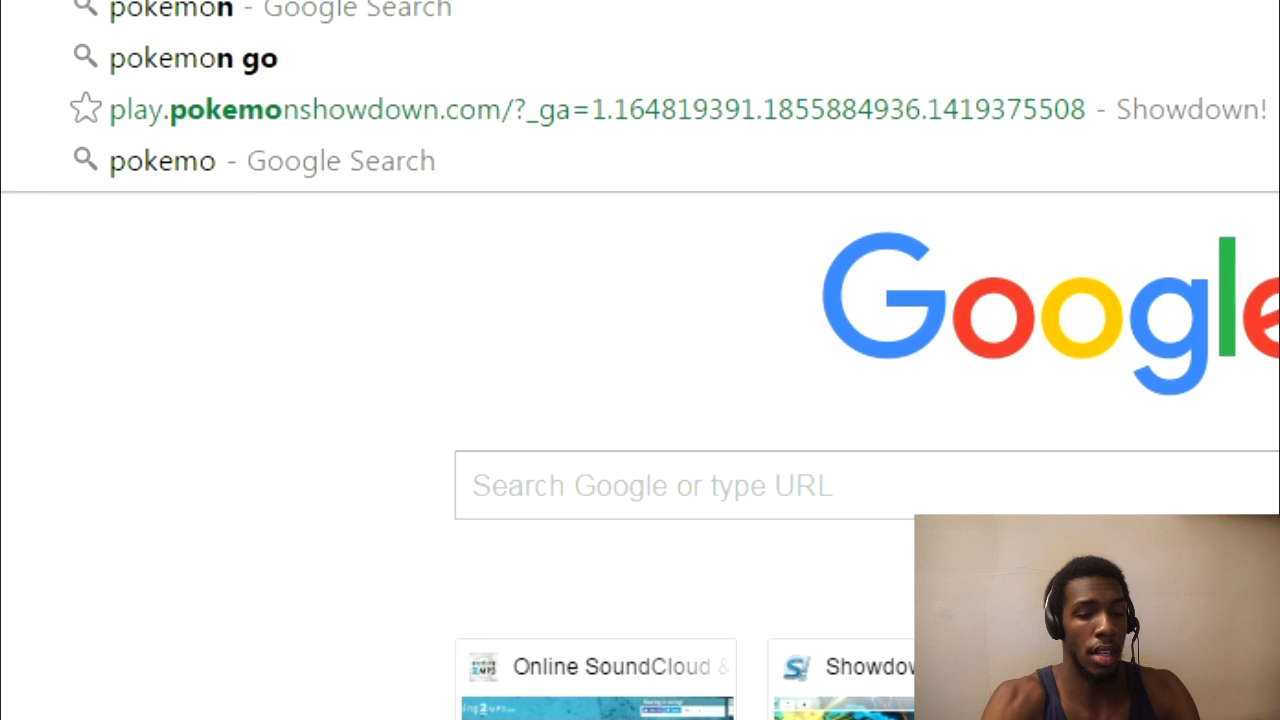 pokemon - Google Search
pokemon go
play.pokemonshowdown.com/?_ga=1.164819391.1855884936.1419375508 - Showdown!
pokemo - Google Search
Google
Search Google or type URL
Online SoundCloud &
Showdow